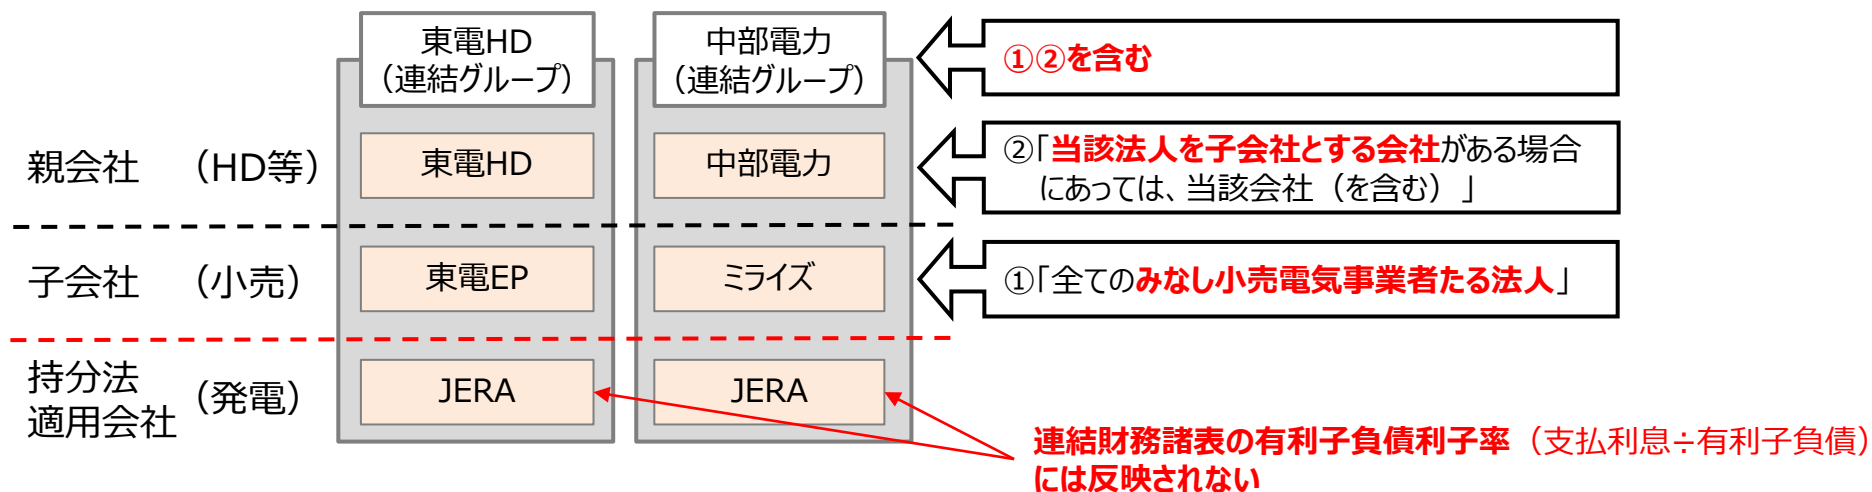 東電HD
（連結グループ）
中部電力
（連結グループ）
①②を含む
親会社　（HD等）
東電HD
中部電力
②「当該法人を子会社とする会社がある場合
にあっては、当該会社（を含む）」
子会社　（小売）
東電EP
ミライズ
①「全てのみなし小売電気事業者たる法人」
持分法
適用会社
（発電）
JERA
JERA
連結財務諸表の有利子負債利子率（支払利息÷有利子負債）
には反映されない